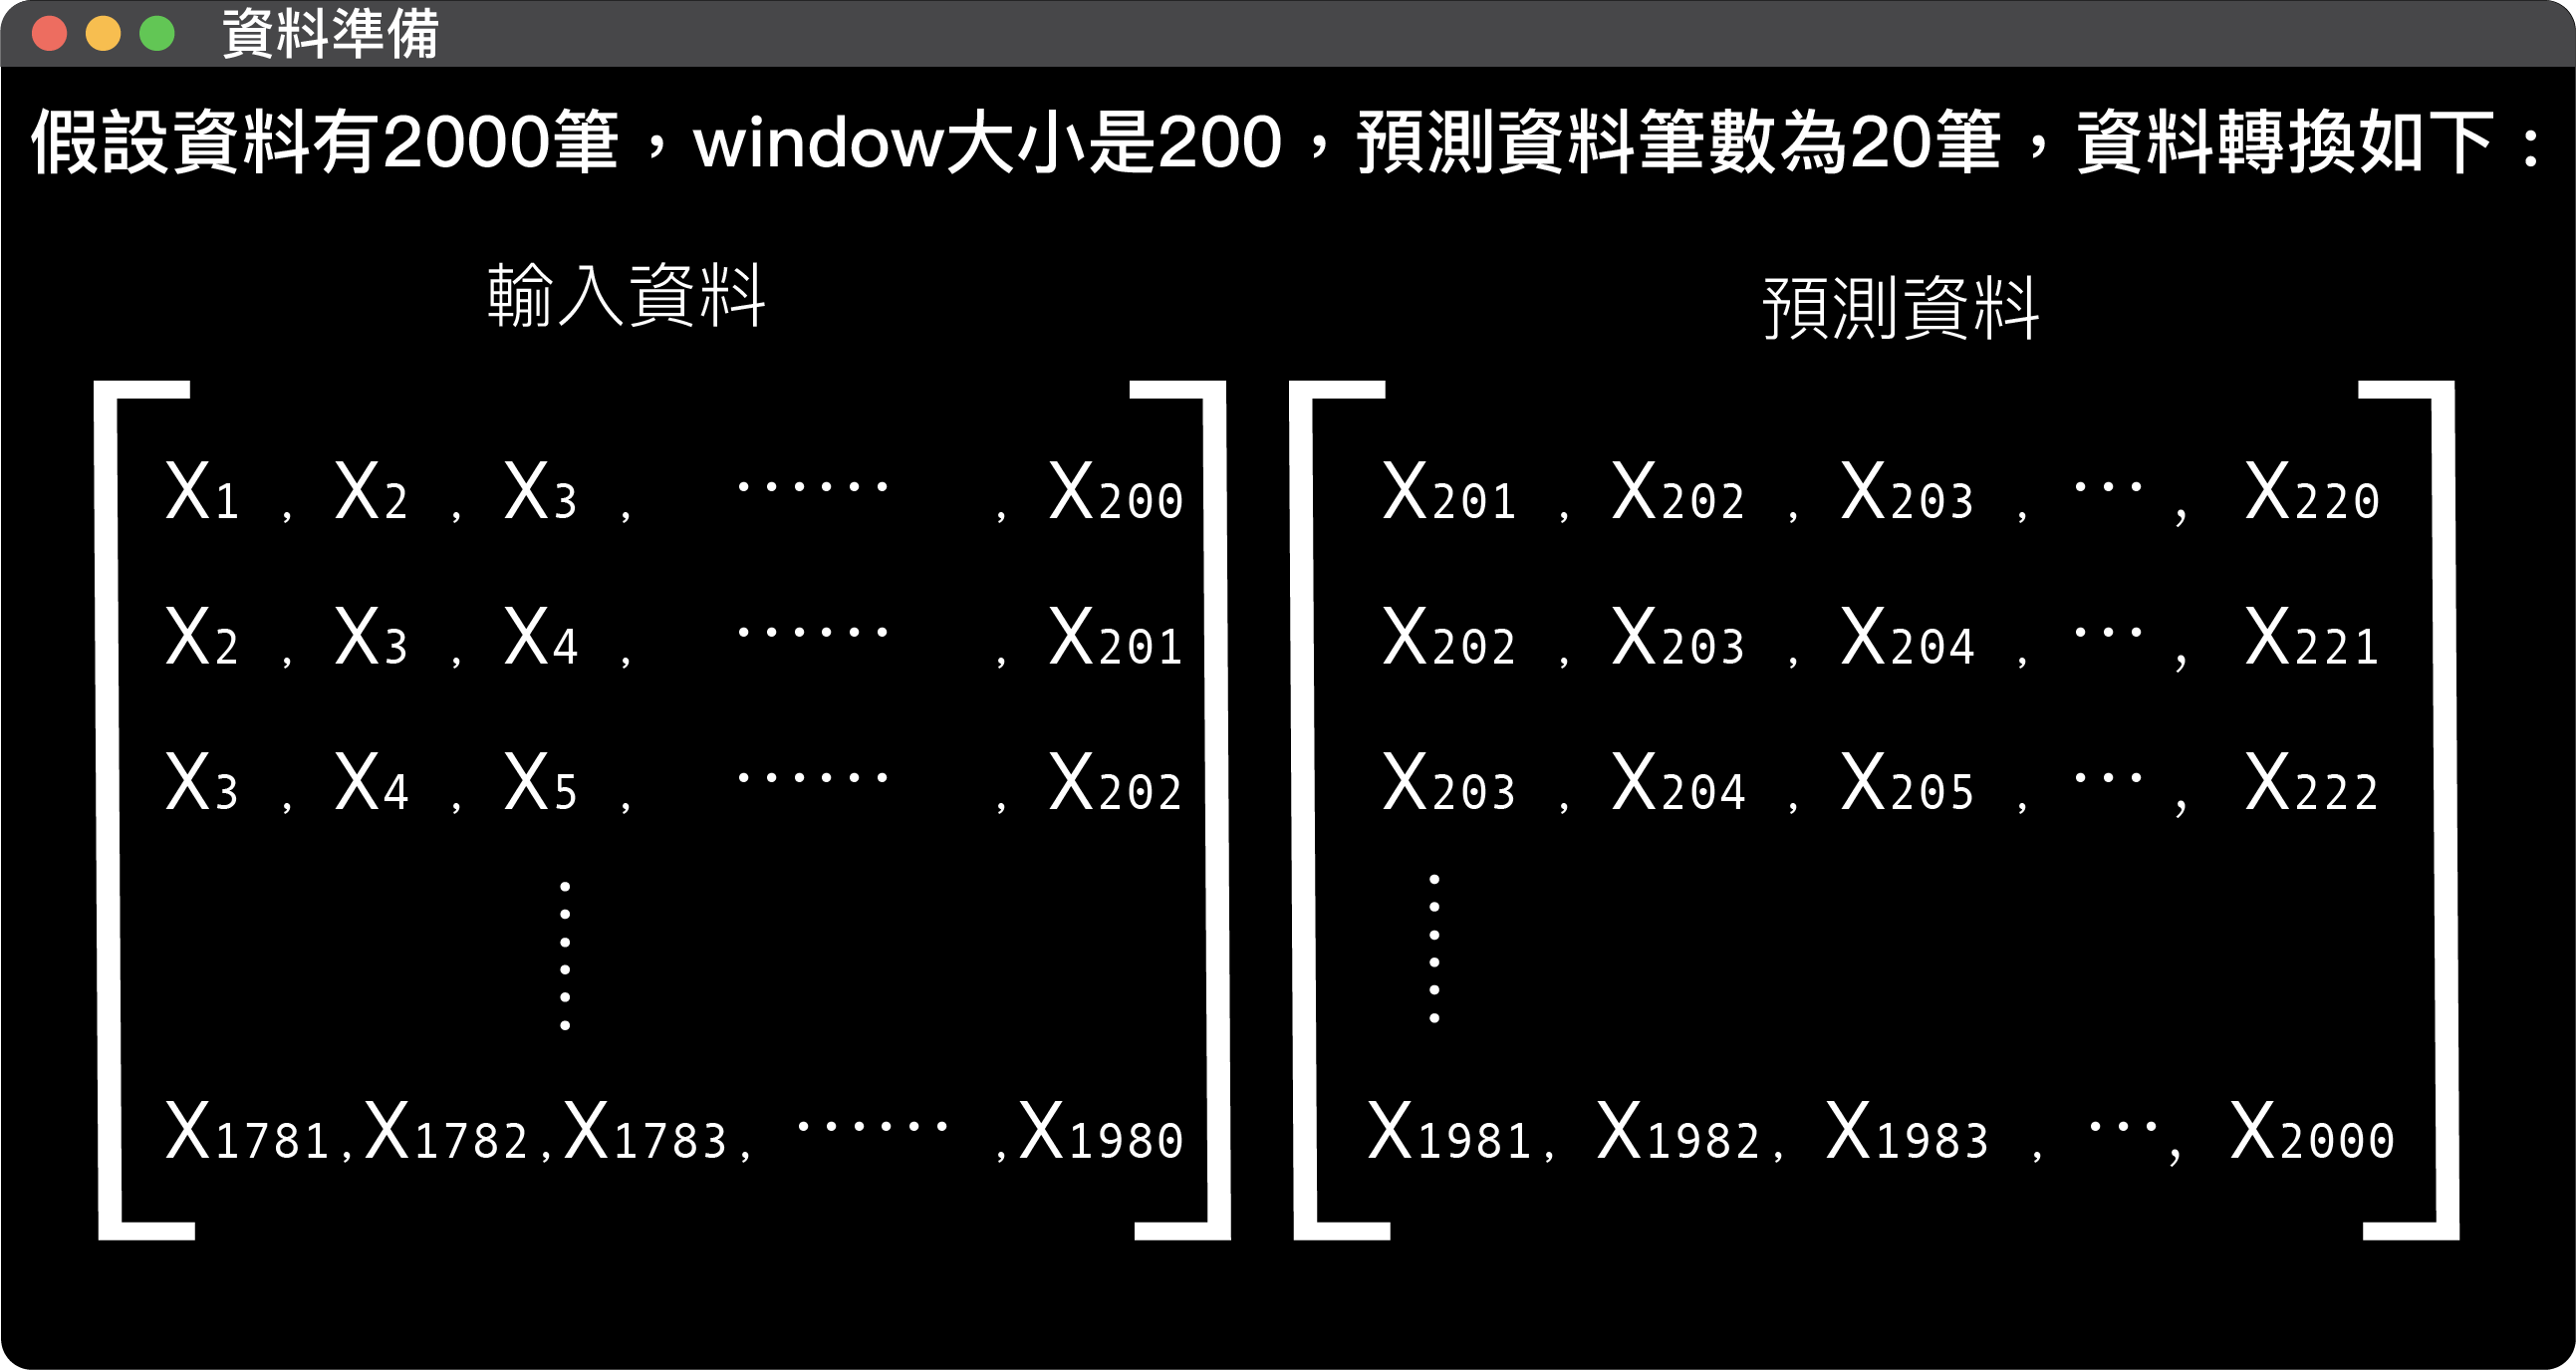 資料準備
假設資料有2000筆，window大小是200，預測資料筆數為20筆，資料轉換如下：
輸入資料
X1 , X2 , X3 , ⋯⋯ , X200
X2 , X3 , X4 , ⋯⋯ , X201
X3 , X4 , X5 , ⋯⋯ , X202
X1781, X1782, X1783, ⋯⋯ , X1980
預測資料
X201 , X202 , X203 , ⋯ , X220
X202 , X203 , X204 , ⋯ , X221
X203 , X204 , X205 , ⋯ , X222
X1981, X1982, X1983 , ⋯, X2000